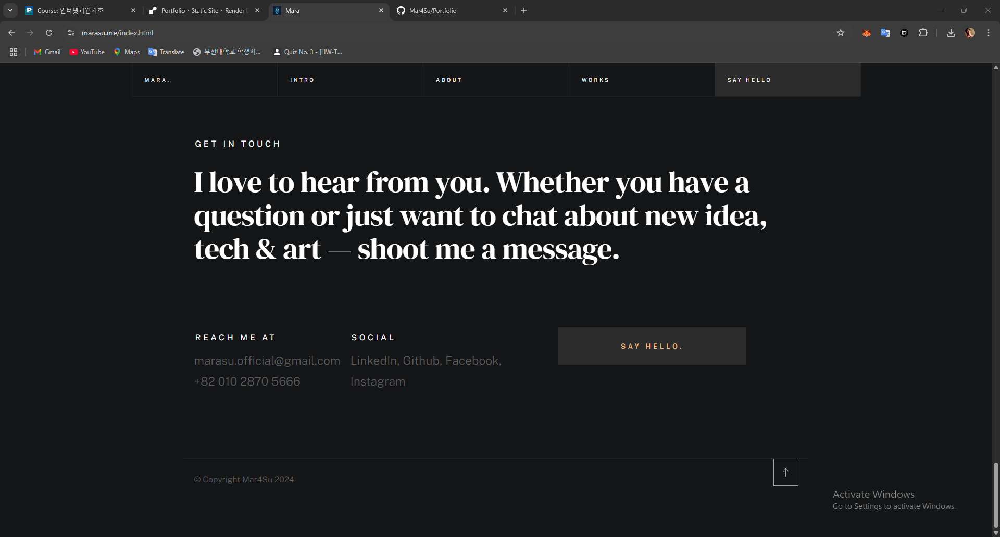 Course: 인터넷과웹기초
Portfolio · Static Site · Render
Mara
Mar4Su/Portfolio
marasu.me/index.html
Gmail
YouTube
Maps
Translate
부산대학교 학생지...
Quiz No. 3 - [HW-T...
MARA.
INTRO
ABOUT
WORKS
SAY HELLO
GET IN TOUCH
I love to hear from you. Whether you have a
question or just want to chat about new idea,
tech & art — shoot me a message.
REACH ME AT
marasu.official@gmail.com
+82 010 2870 5666
SOCIAL
LinkedIn, Github, Facebook,
Instagram
SAY HELLO.
© Copyright Mar4Su 2024
Activate Windows
Go to Settings to activate Windows.